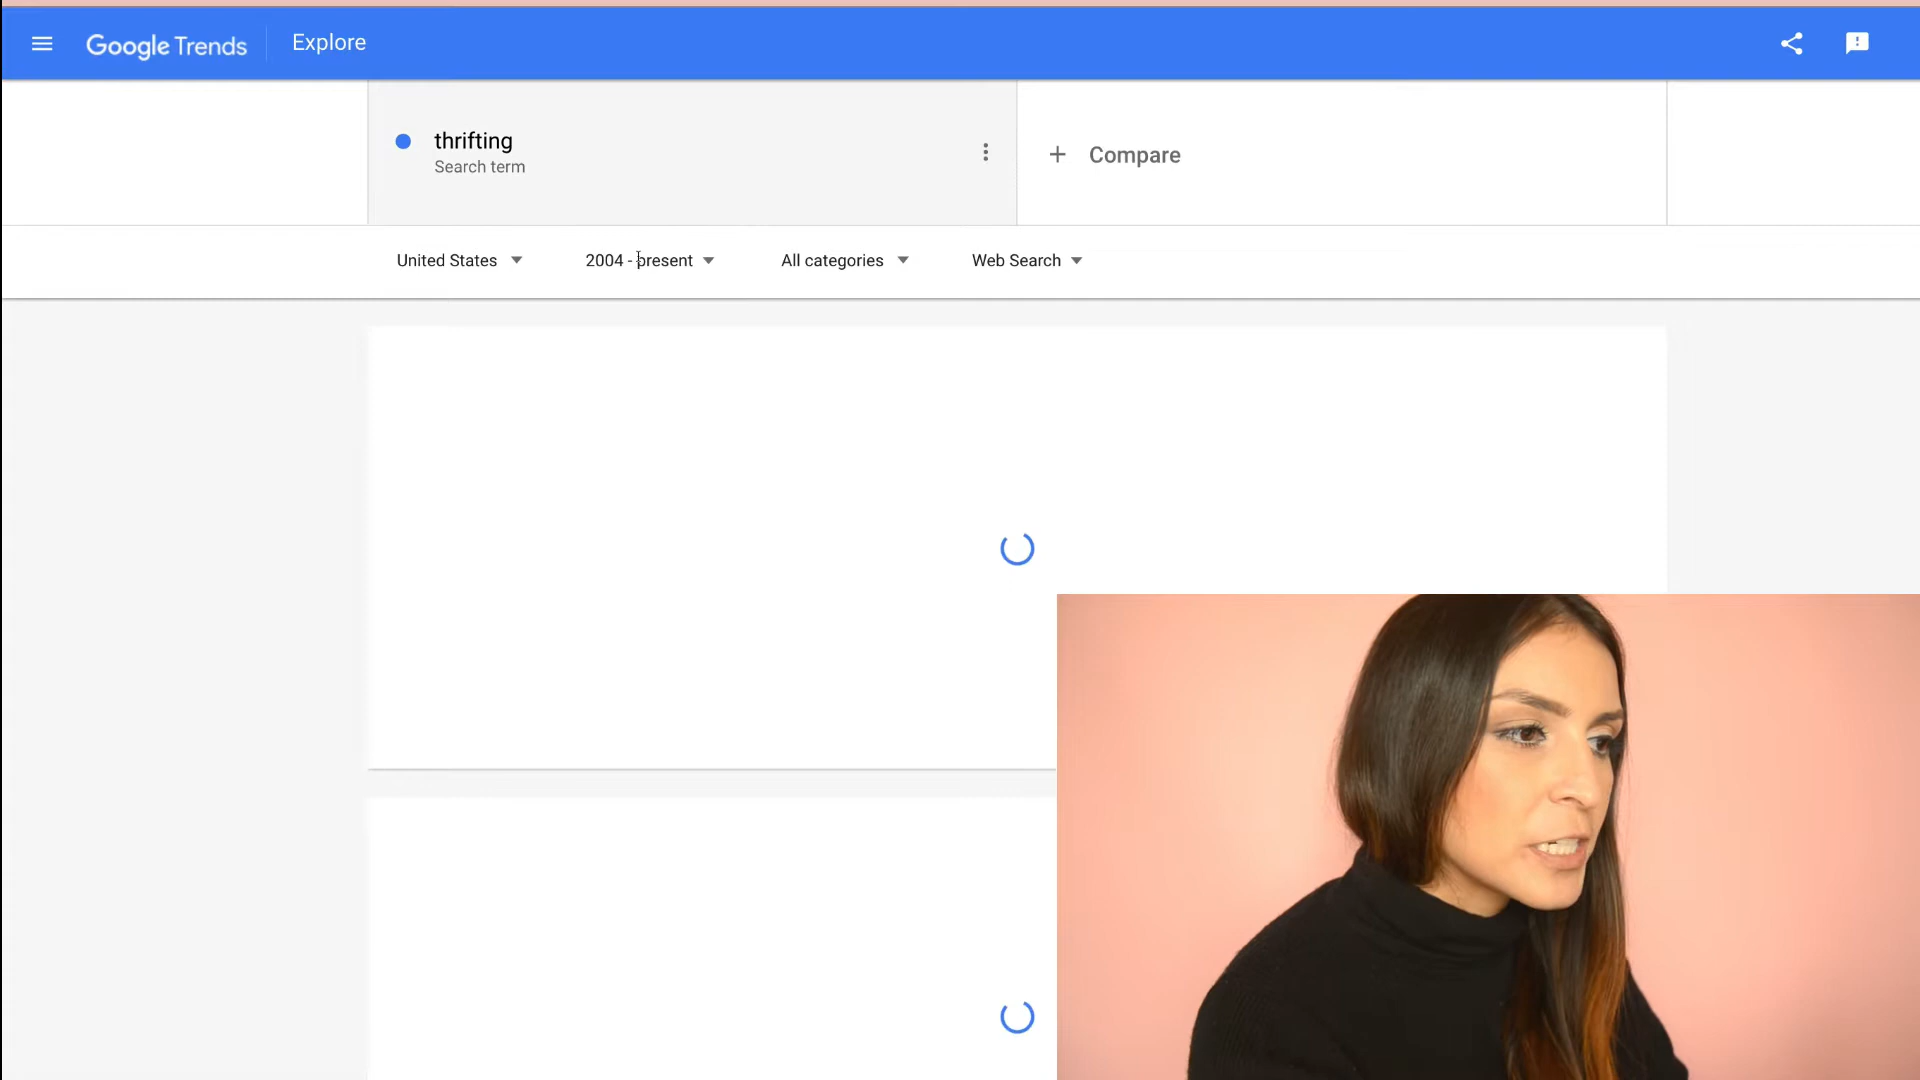 Google Trends Explore
thrifting
Search term
+ Compare
United States 2004 - present All categories Web Search